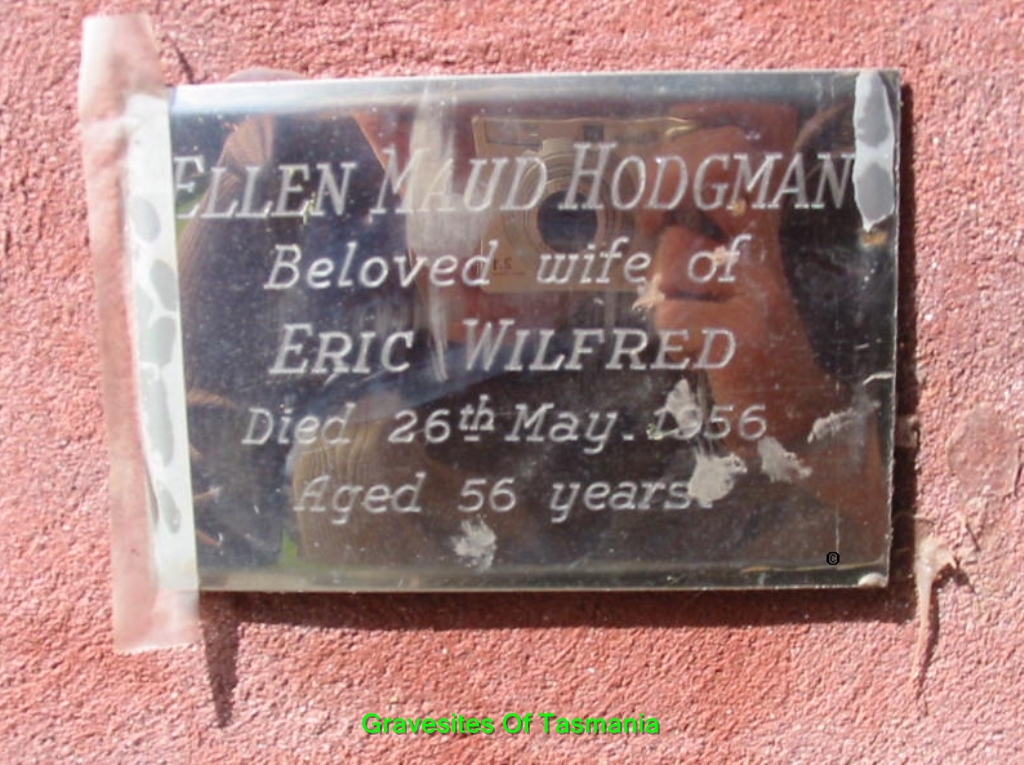 ELLEN MAUD HODGMAN
Beloved wife of
ERIC WILFRED
Died 26th May. 1956
Aged 56 years.
©
Gravesites Of Tasmania